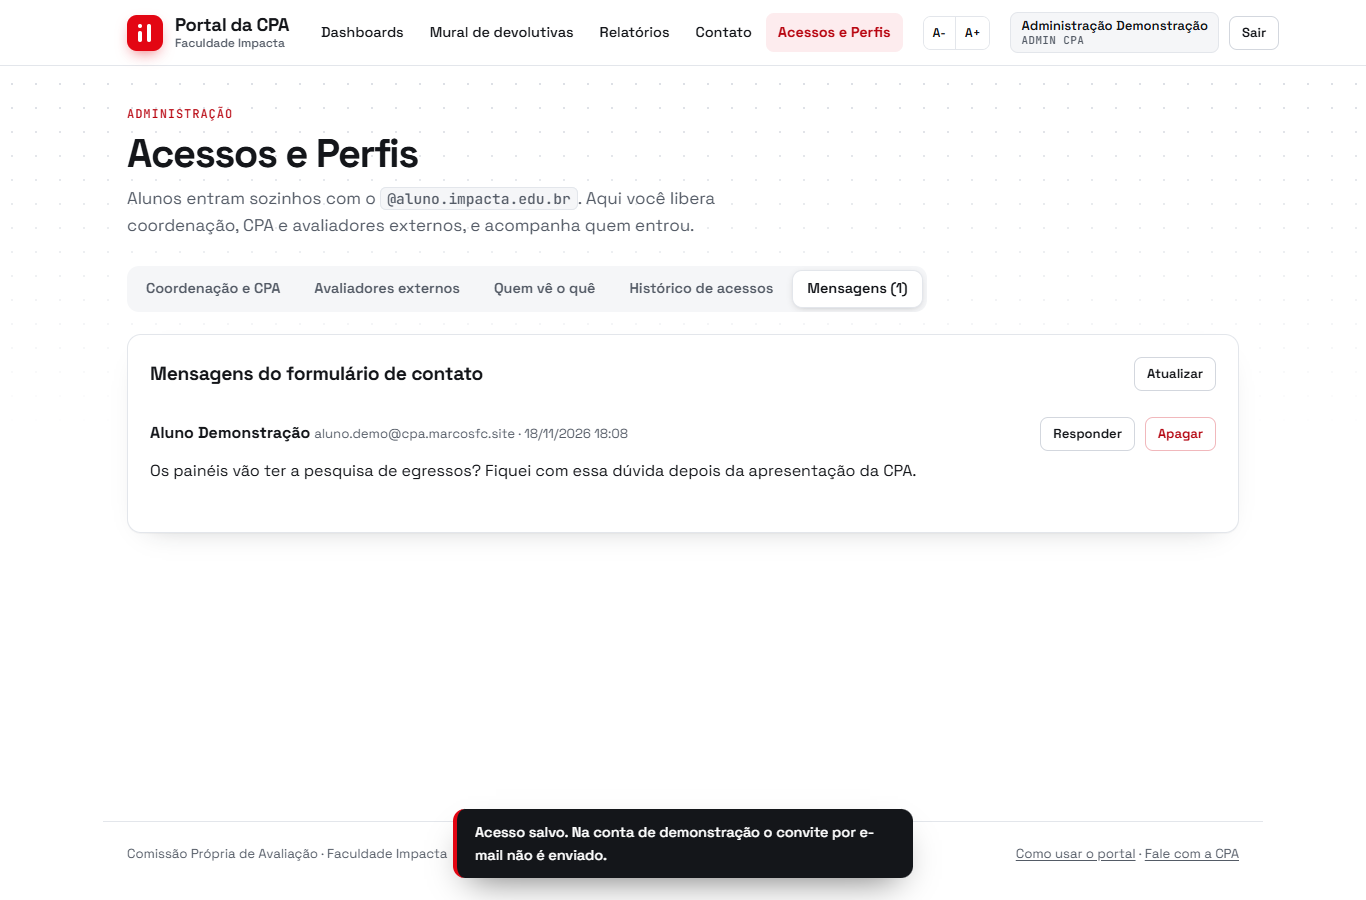 Portal da CPA
Faculdade Impacta
Dashboards
Mural de devolutivas
Relatórios
Contato
Acessos e Perfis
A-
A+
Administração Demonstração
ADMIN CPA
Sair
ADMINISTRAÇÃO
Acessos e Perfis
Alunos entram sozinhos com o @aluno.impacta.edu.br. Aqui você libera
coordenação, CPA e avaliadores externos, e acompanha quem entrou.
Coordenação e CPA
Avaliadores externos
Quem vê o quê
Histórico de acessos
Mensagens (1)
Mensagens do formulário de contato
Atualizar
Aluno Demonstração aluno.demo@cpa.marcosfc.site · 18/11/2026 18:08
Responder
Apagar
Os painéis vão ter a pesquisa de egressos? Fiquei com essa dúvida depois da apresentação da CPA.
Acesso salvo. Na conta de demonstração o convite por e-
mail não é enviado.
Comissão Própria de Avaliação · Faculdade Impacta
Como usar o portal · Fale com a CPA